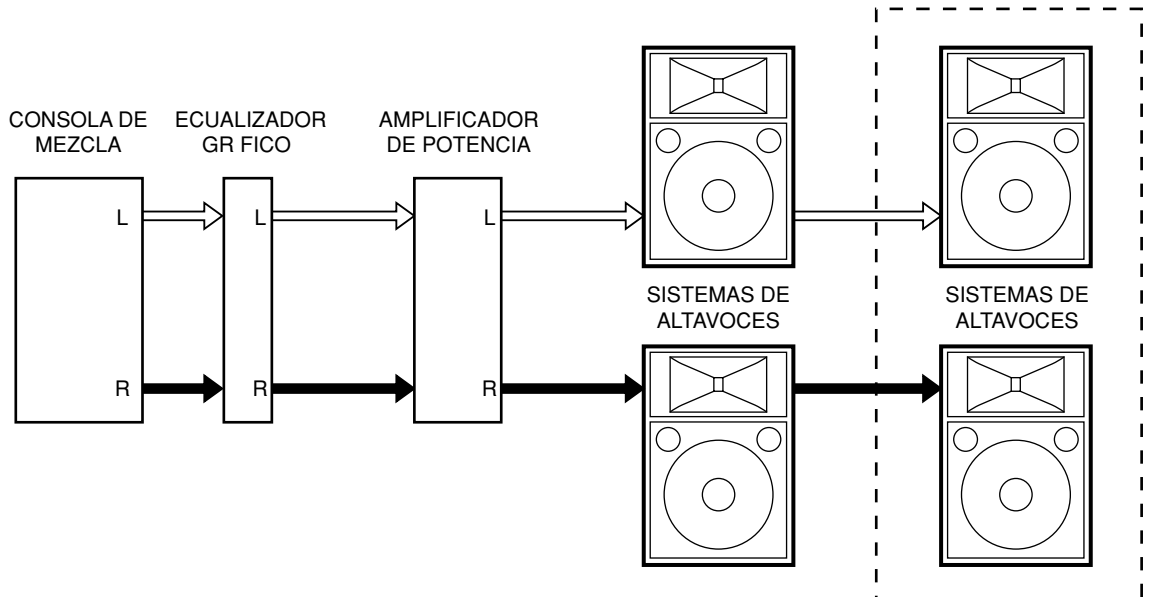 CONSOLA DE
MEZCLA
ECUALIZADOR
GR FICO
AMPLIFICADOR
DE POTENCIA
L
L
L
SISTEMAS DE
ALTAVOCES
SISTEMAS DE
ALTAVOCES
R
R
R